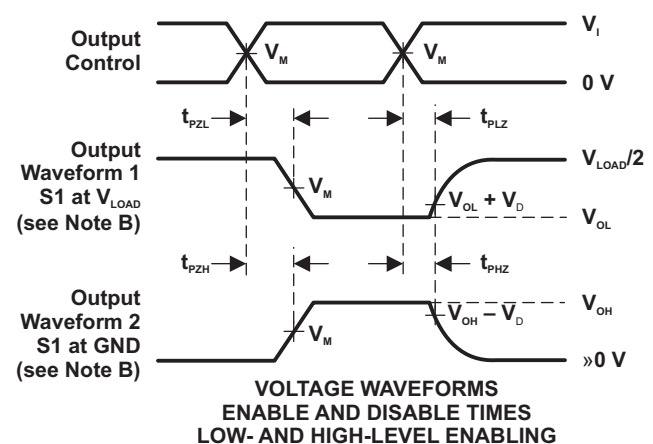 Output
Control
V_M
V_M
V_I
0 V
t_PZL
t_PLZ
Output
Waveform 1
S1 at V_LOAD
(see Note B)
V_M
V_OL + V_D
V_LOAD/2
V_OL
t_PZH
t_PHZ
Output
Waveform 2
S1 at GND
(see Note B)
V_M
V_OH − V_D
V_OH
»0 V
VOLTAGE WAVEFORMS
ENABLE AND DISABLE TIMES
LOW- AND HIGH-LEVEL ENABLING